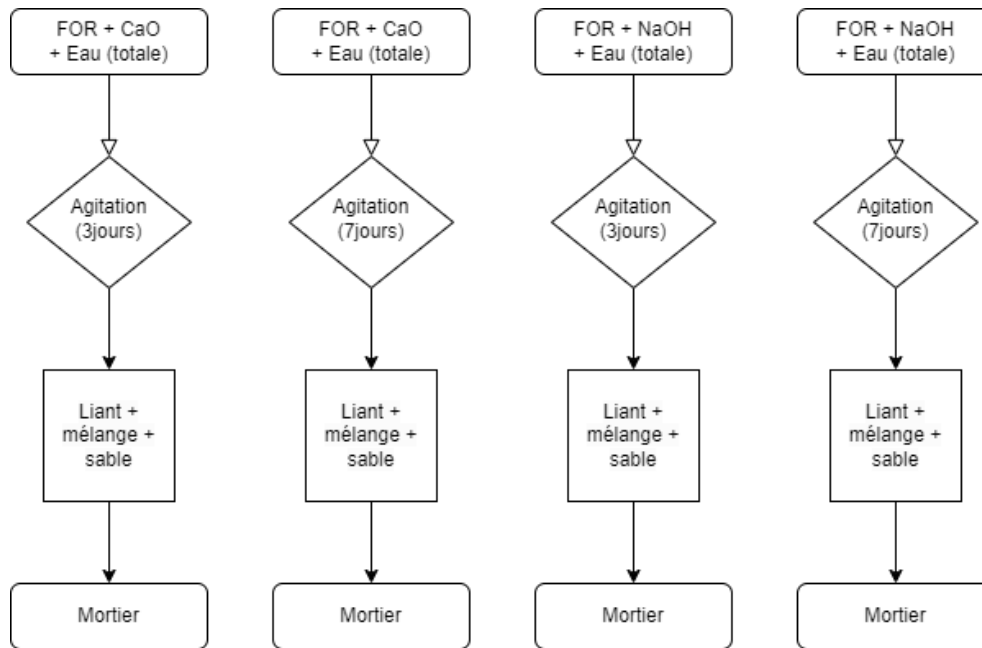 FOR + CaO
+ Eau (totale)
FOR + CaO
+ Eau (totale)
FOR + NaOH
+ Eau (totale)
FOR + NaOH
+ Eau (totale)
Agitation
(3jours)
Agitation
(7jours)
Agitation
(3jours)
Agitation
(7jours)
Liant +
mélange +
sable
Liant +
mélange +
sable
Liant +
mélange +
sable
Liant +
mélange +
sable
Mortier
Mortier
Mortier
Mortier